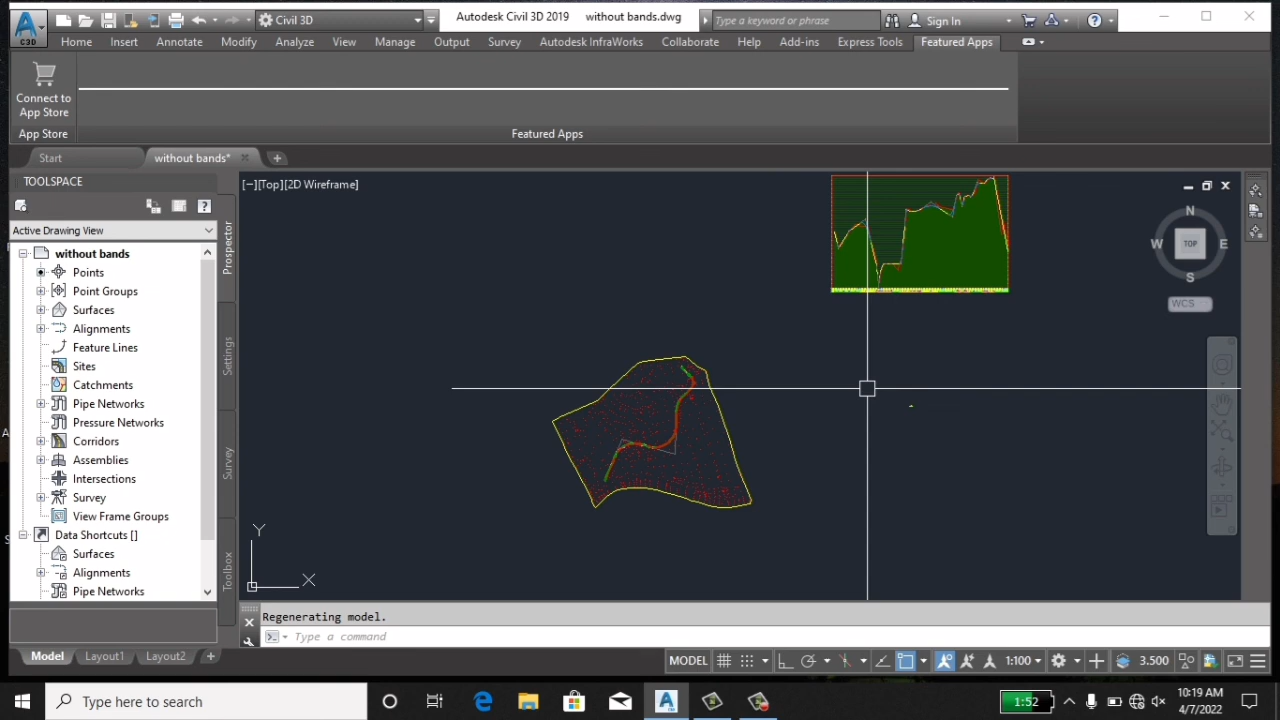 C3D
Civil 3D
Autodesk Civil 3D 2019 without bands.dwg
Type a keyword or phrase
Sign In
Home Insert Annotate Modify Analyze View Manage Output Survey Autodesk InfraWorks Collaborate Help Add-ins Express Tools Featured Apps
Connect to
App Store
App Store
Featured Apps
Start
without bands*
TOOLSPACE
[−][Top][2D Wireframe]
Active Drawing View
without bands
Points
Point Groups
Surfaces
Alignments
Feature Lines
Sites
Catchments
Pipe Networks
Pressure Networks
Corridors
Assemblies
Intersections
Survey
View Frame Groups
Data Shortcuts []
Surfaces
Alignments
Pipe Networks
Prospector
Settings
Survey
Toolbox
N
W TOP E
S
WCS
Y
X
Regenerating model.
Type a command
Model Layout1 Layout2
MODEL
1:100
3.500
Type here to search
1:52
10:19 AM
4/7/2022